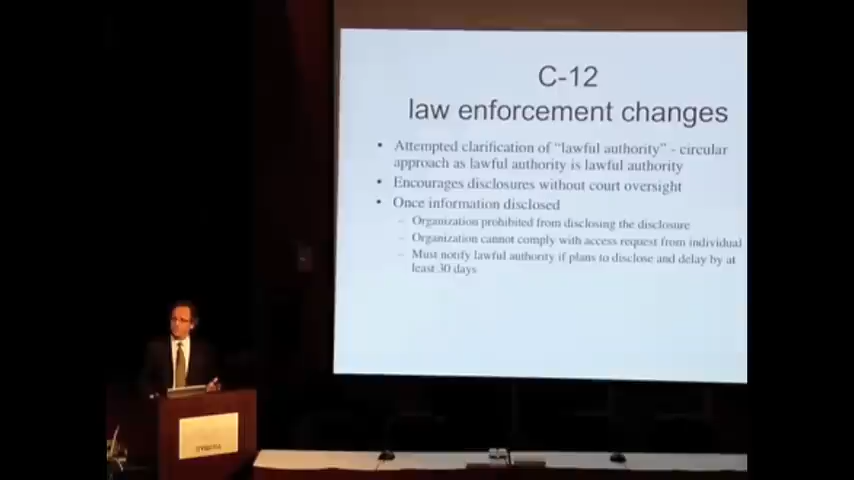 C-12
law enforcement changes
• Attempted clarification of "lawful authority" - circular
approach as lawful authority is lawful authority
• Encourages disclosures without court oversight
• Once information disclosed
– Organization prohibited from disclosing the disclosure
– Organization cannot comply with access request from individual
– Must notify lawful authority if plans to disclose and delay by at
least 30 days